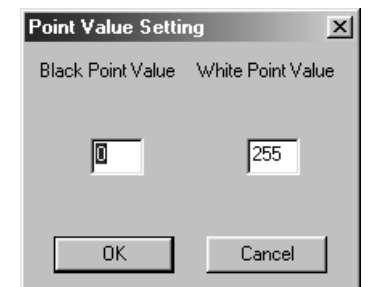 Point Value Setting
Black Point Value White Point Value
0 255
OK Cancel